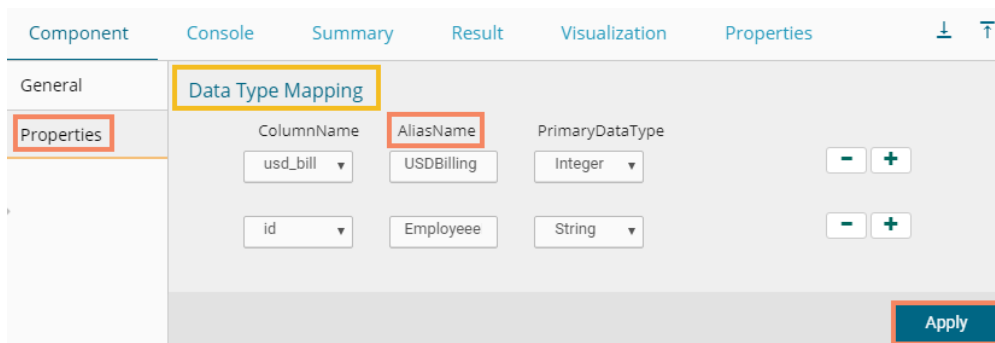 Component Console Summary Result Visualization Properties
General
Properties
Data Type Mapping
ColumnName AliasName PrimaryDataType
usd_bill USDBilling Integer - +
id Employeee String - +
Apply